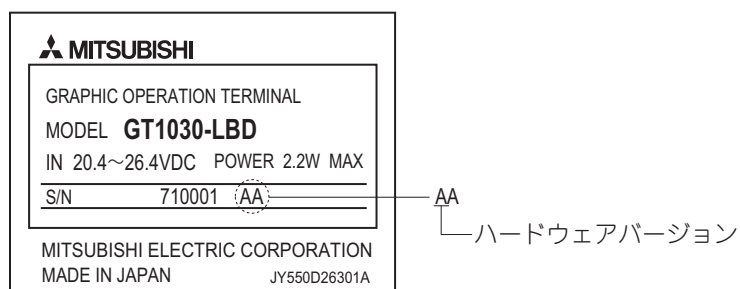 MITSUBISHI
GRAPHIC OPERATION TERMINAL
MODEL GT1030-LBD
IN 20.4～26.4VDC POWER 2.2W MAX
S/N 710001 AA
AA
ハードウェアバージョン
MITSUBISHI ELECTRIC CORPORATION
MADE IN JAPAN JY550D26301A